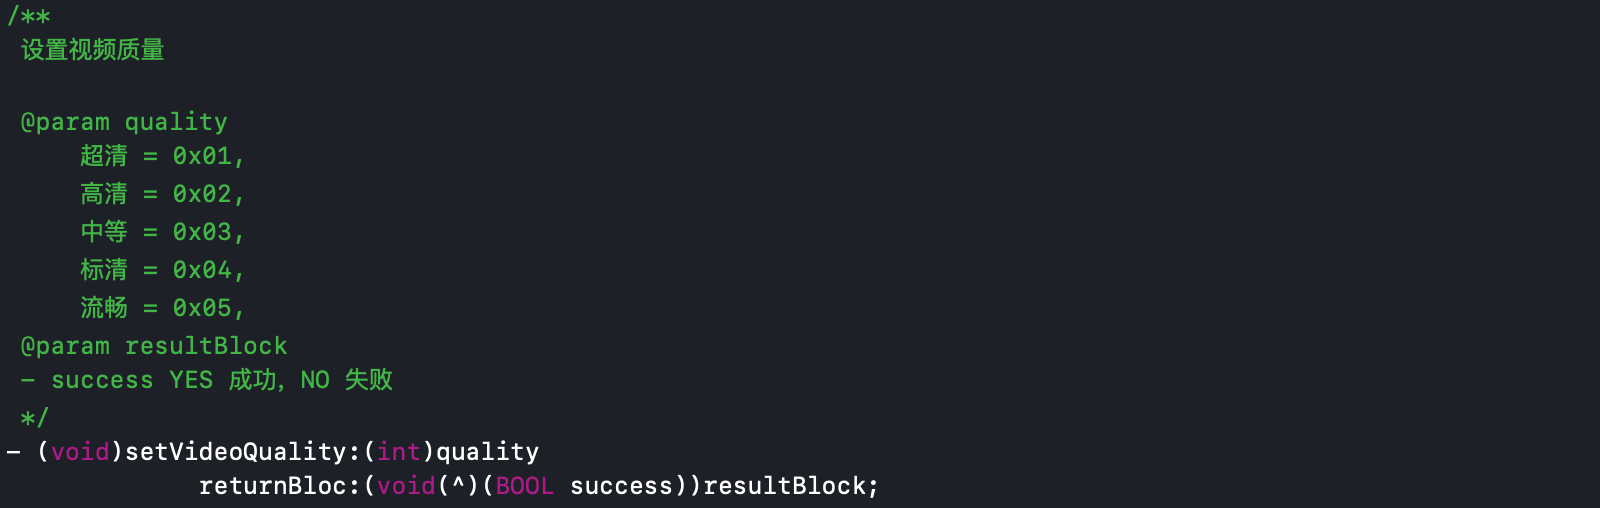 /**
设置视频质量
@param quality
超清 = 0x01,
高清 = 0x02,
中等 = 0x03,
标清 = 0x04,
流畅 = 0x05,
@param resultBlock
- success YES 成功, NO 失败
*/
- (void)setVideoQuality:(int)quality
returnBloc:(void(^)(BOOL success))resultBlock;